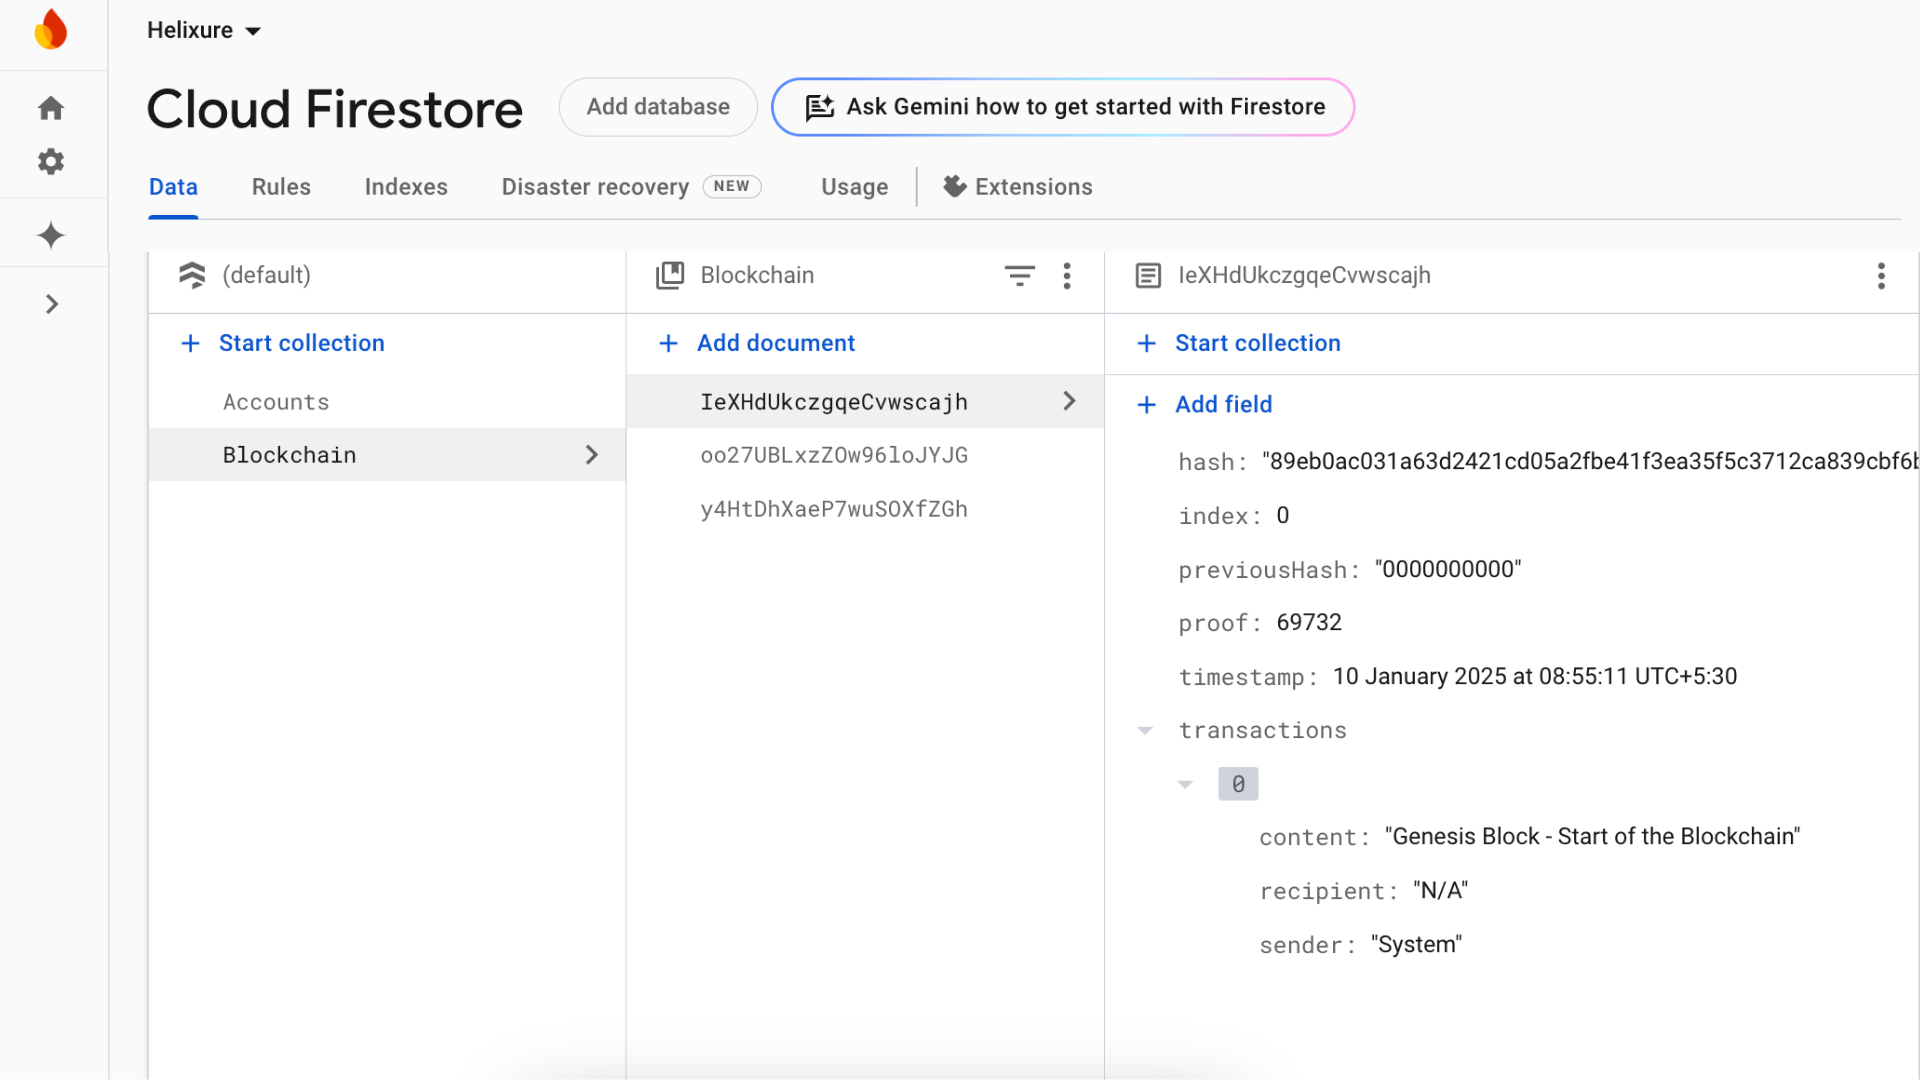 Helixure
Cloud Firestore
Add database
Ask Gemini how to get started with Firestore
Data
Rules
Indexes
Disaster recovery
NEW
Usage
Extensions
(default)
Start collection
Accounts
Blockchain
Blockchain
Add document
IeXHdUkczgqeCvwscajh
oo27UBLxzZOw96loJYJG
y4HtDhXaeP7wuSOXfZGh
IeXHdUkczgqeCvwscajh
Start collection
Add field
hash: "89eb0ac031a63d2421cd05a2fbe41f3ea35f5c3712ca839cbf6b
index: 0
previousHash: "0000000000"
proof: 69732
timestamp: 10 January 2025 at 08:55:11 UTC+5:30
transactions
0
content: "Genesis Block - Start of the Blockchain"
recipient: "N/A"
sender: "System"